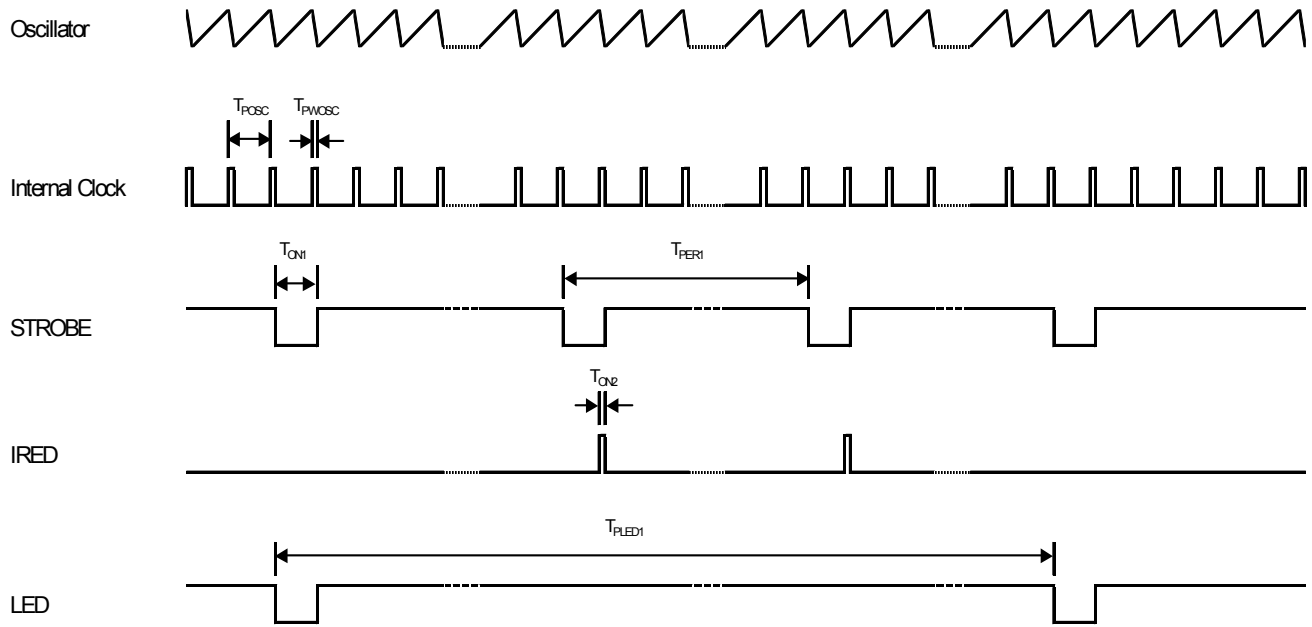 Oscillator
TPOSC TPWOSC
Internal Clock
TON1 TPER1
STROBE
TON2
IRED
TPLED1
LED